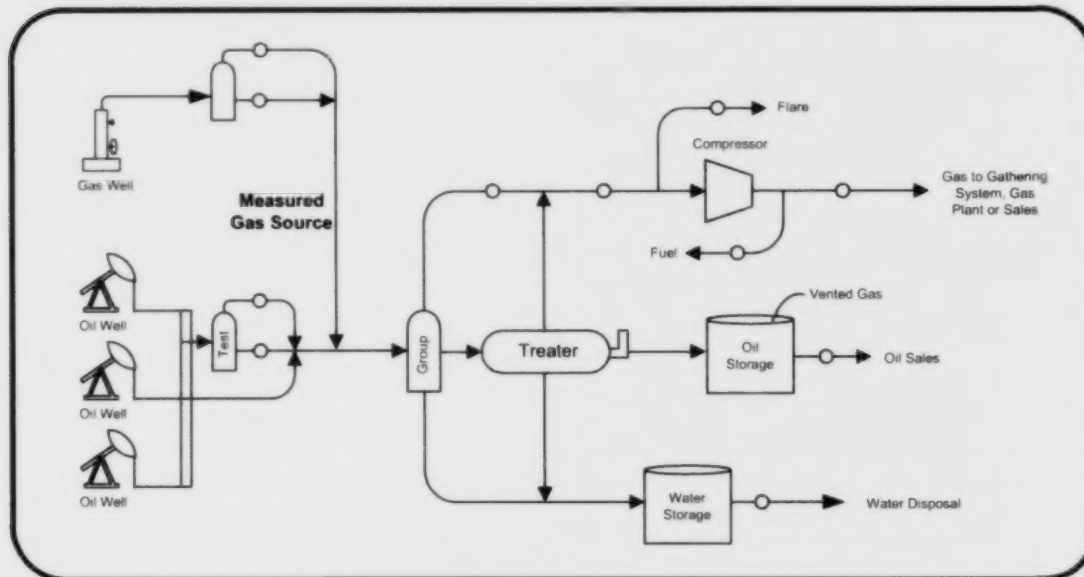 Gas Well
Measured
Gas Source
Oil Well
Oil Well
Oil Well
Test
Group
Treater
Flare
Compressor
Fuel
Gas to Gathering
System, Gas
Plant or Sales
Vented Gas
Oil
Storage
Oil Sales
Water
Storage
Water Disposal